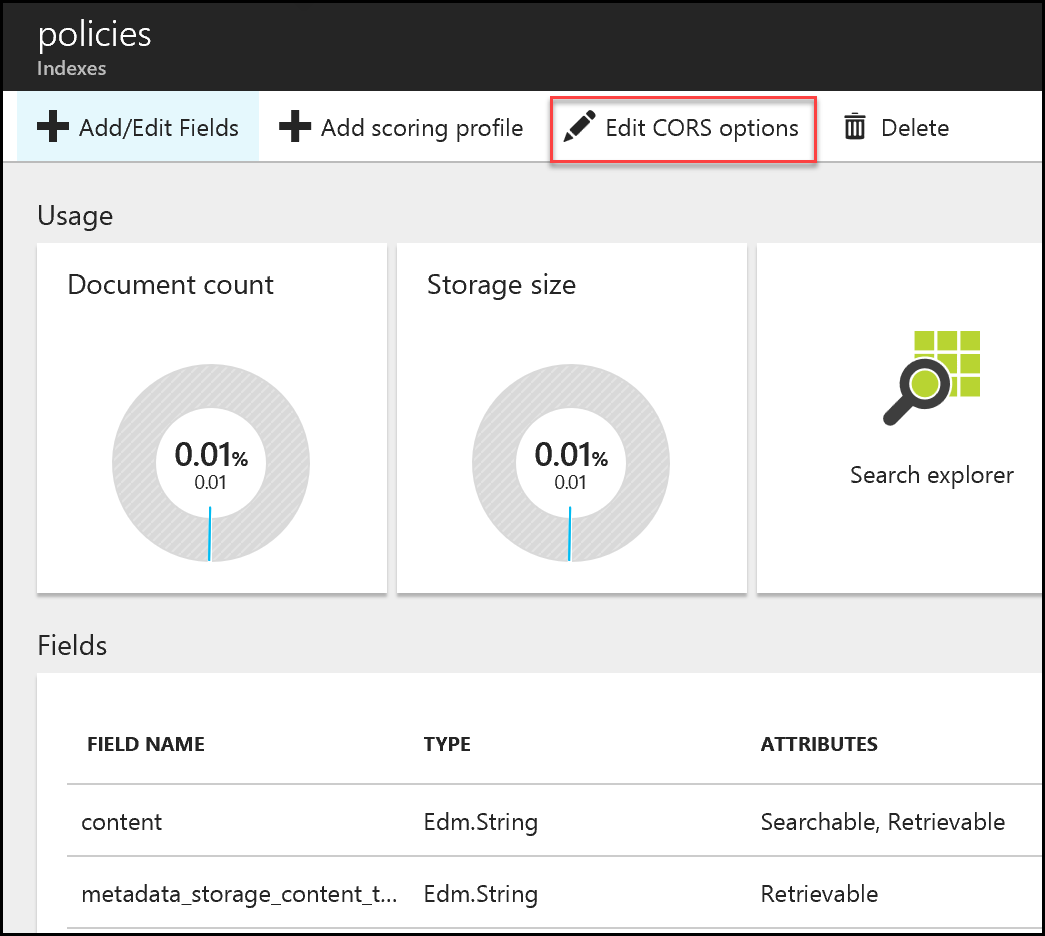 policies
Indexes
Add/Edit Fields
Add scoring profile
Edit CORS options
Delete
Usage
Document count
Storage size
0.01%
0.01
0.01%
0.01
Search explorer
Fields
FIELD NAME TYPE ATTRIBUTES
content Edm.String Searchable, Retrievable
metadata_storage_content_t... Edm.String Retrievable